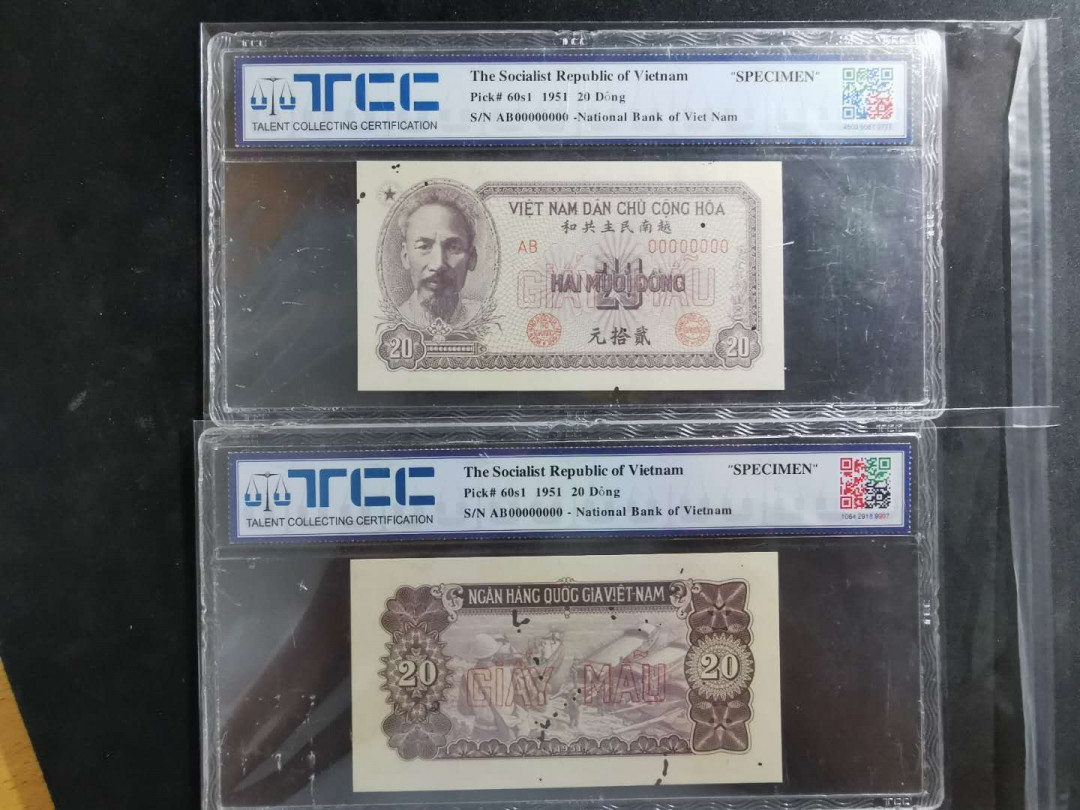 TCC
TALENT COLLECTING CERTIFICATION
The Socialist Republic of Vietnam "SPECIMEN"
Pick# 60s1 1951 20 Dông
S/N AB00000000 -National Bank of Viet Nam
VIỆT NAM DÂN CHỦ CỘNG HÒA
和共主民南越
AB 00000000
GIẤY MẪU
20
HAI MƯƠI ĐỒNG
元拾貳
20
20
TCC
TALENT COLLECTING CERTIFICATION
The Socialist Republic of Vietnam "SPECIMEN"
Pick# 60s1 1951 20 Dông
S/N AB00000000 - National Bank of Vietnam
NGÂN HÀNG QUỐC GIA VIỆT-NAM
20
GIẤY MẪU
20
TCC